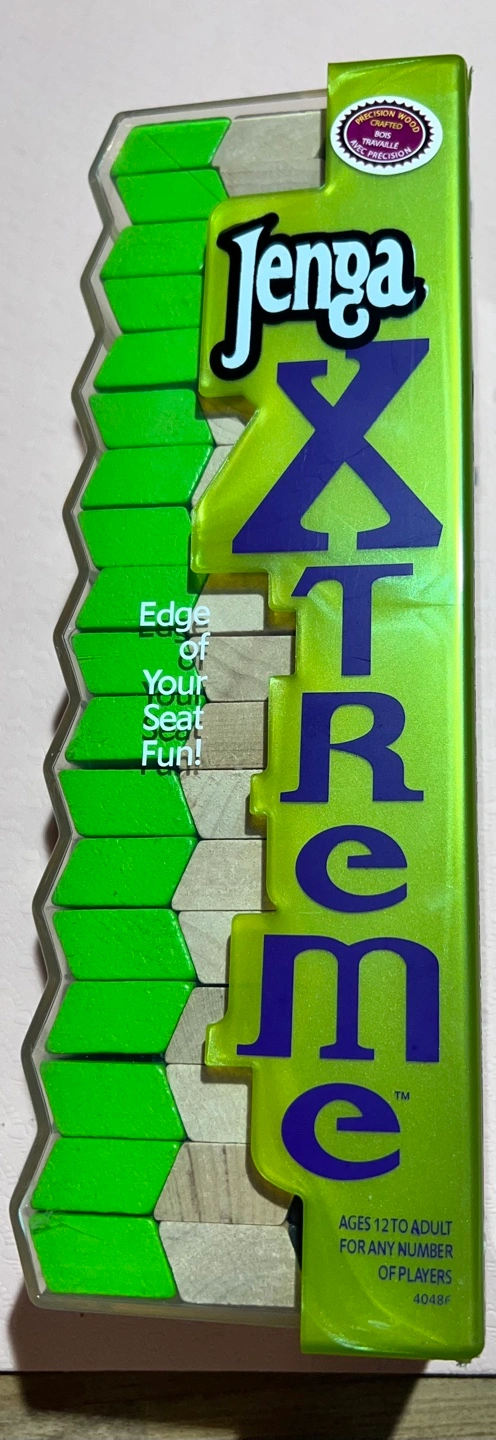 PRECISION WOOD
CRAFTED
BOIS
TRAVAILLÉ
AVEC PRÉCISION
Jenga
XTReme™
Edge
of
Your
Seat
Fun!
AGES 12 TO ADULT
FOR ANY NUMBER
OF PLAYERS
40486